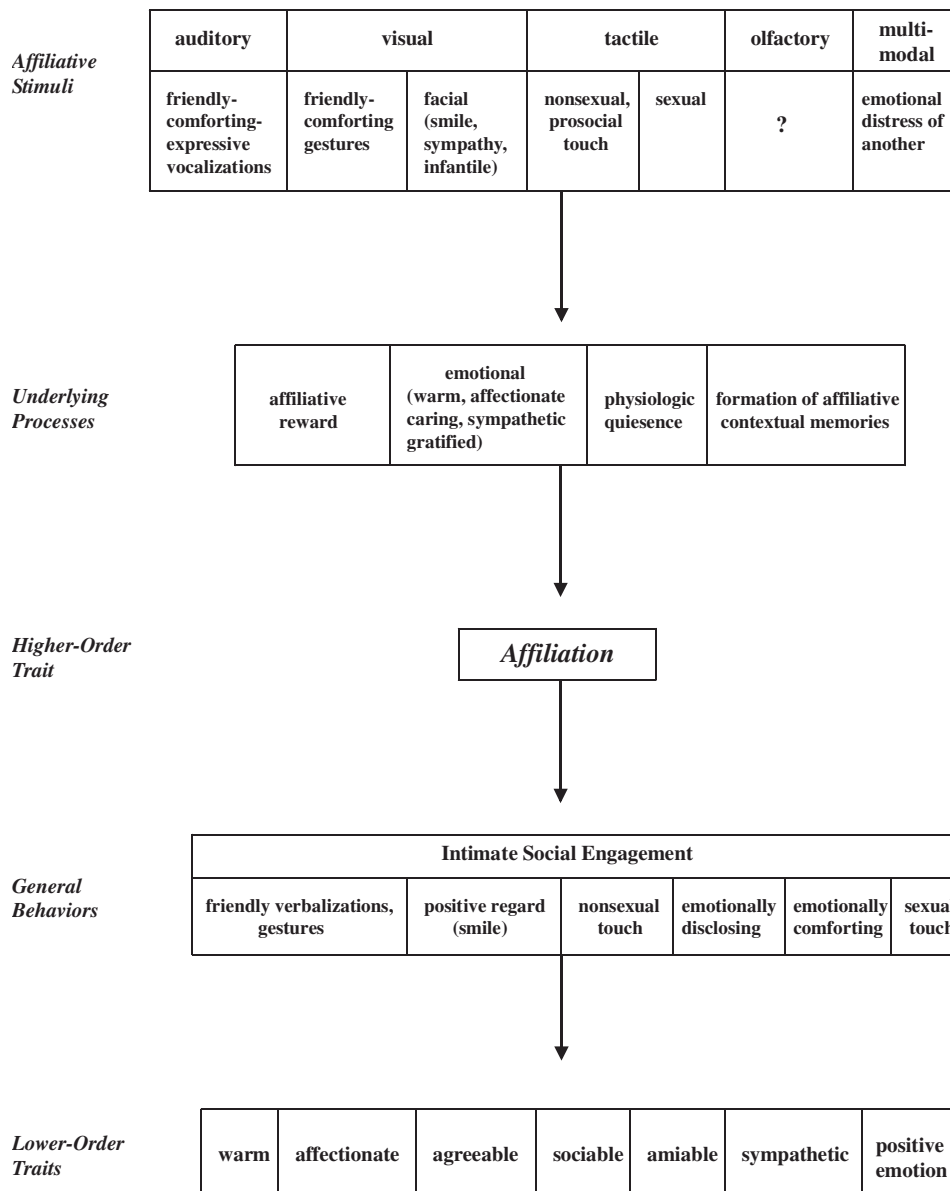 Affiliative
Stimuli
auditory
visual
tactile
olfactory
multi-
modal
friendly-
comforting-
expressive
vocalizations
friendly-
comforting
gestures
facial
(smile,
sympathy,
infantile)
nonsexual,
prosocial
touch
sexual
?
emotional
distress of
another
Underlying
Processes
affiliative
reward
emotional
(warm, affectionate
caring, sympathetic
gratified)
physiologic
quiesence
formation of affiliative
contextual memories
Higher-Order
Trait
Affiliation
General
Behaviors
Intimate Social Engagement
friendly verbalizations,
gestures
positive regard
(smile)
nonsexual
touch
emotionally
disclosing
emotionally
comforting
sexual
touch
Lower-Order
Traits
warm
affectionate
agreeable
sociable
amiable
sympathetic
positive
emotion